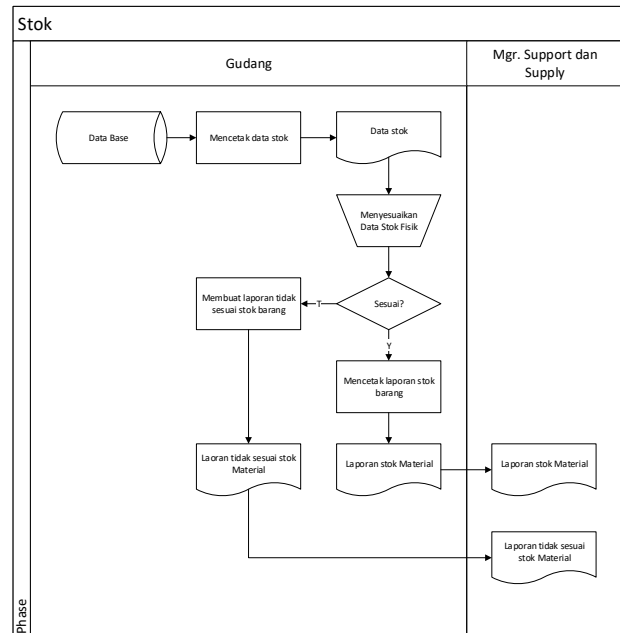 Stok
Gudang
Mgr. Support dan
Supply
Data Base
Mencetak data stok
Data stok
Menyesuaikan
Data Stok Fisik
Membuat laporan tidak
sesuai stok barang
T
Sesuai?
Y
Mencetak laporan stok
barang
Laoran tidak sesuai stok
Material
Laporan stok Material
Laporan stok Material
Laporan tidak sesuai
stok Material
Phase